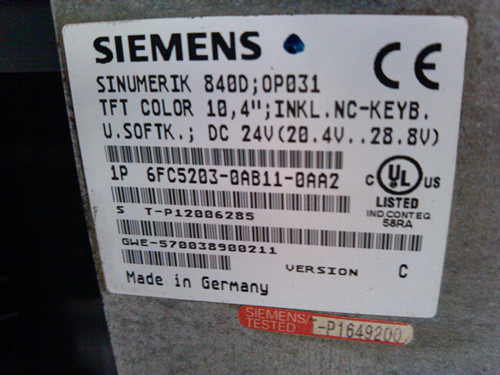 SIEMENS
CE
SINUMERIK 840D;OP031
TFT COLOR 10,4";INKL.NC-KEYB.
U.SOFTK.; DC 24V(20.4V..28.8V)
1P 6FC5203-0AB11-0AA2
C UL US
LISTED
IND.CONT.EQ.
58RA
S T-P12006285
GWE-570038900211
VERSION C
Made in Germany
SIEMENS/
TESTED
T-P1649200